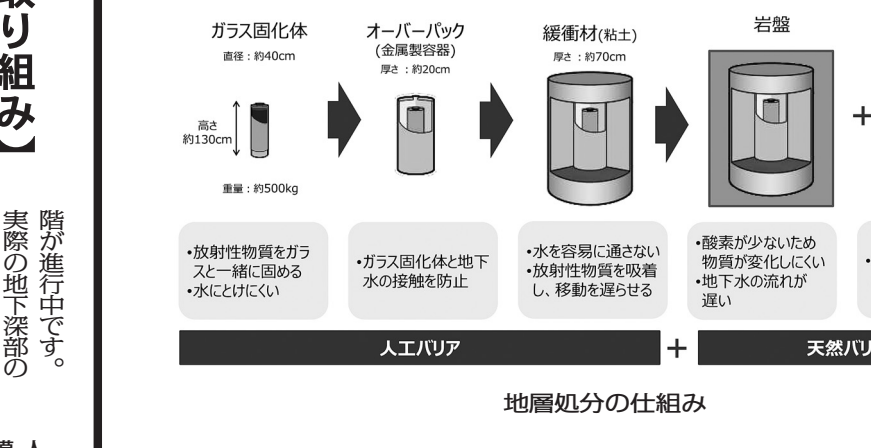 り組み】
階が進行中です。
実際の地下深部の
ガラス固化体
直径：約40cm
高さ
約130cm
重量：約500kg
オーバーパック
(金属製容器)
厚さ：約20cm
緩衝材(粘土)
厚さ：約70cm
岩盤
+
•放射性物質をガラ
スと一緒に固める
•水にとけにくい
•ガラス固化体と地下
水の接触を防止
•水を容易に通さない
•放射性物質を吸着
し、移動を遅らせる
•酸素が少ないため
物質が変化しにくい
•地下水の流れが
遅い
人工バリア
+
天然バリ
地層処分の仕組み